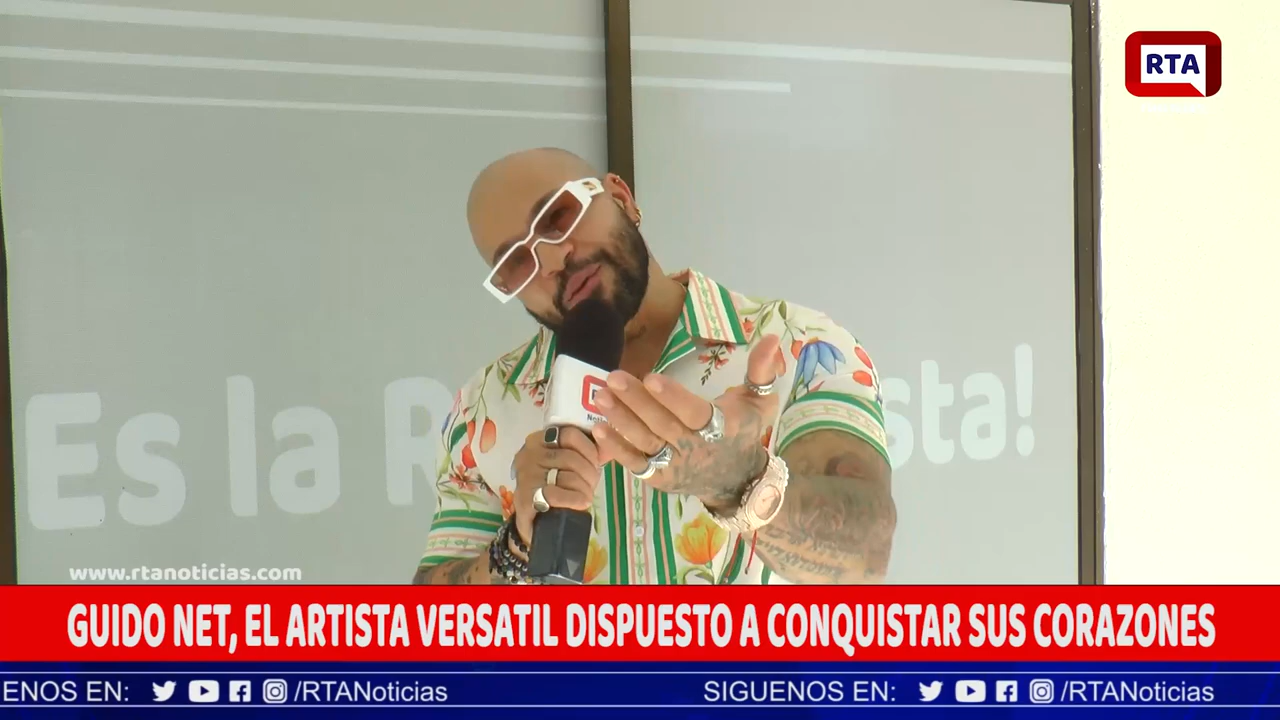 RTA
Es la R sta!
RTA
www.rtanoticias.com
GUIDO NET, EL ARTISTA VERSATIL DISPUESTO A CONQUISTAR SUS CORAZONES
ENOS EN: /RTANoticias SIGUENOS EN: /RTANoticias